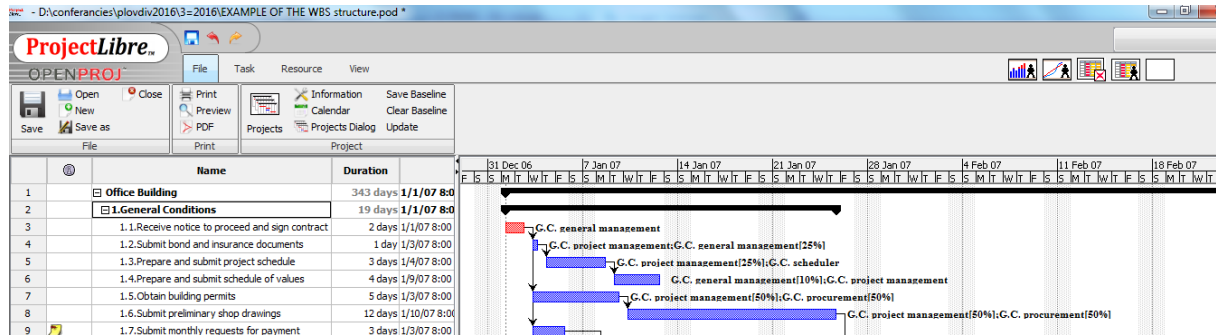 - D:\conferancies\plovdiv2016\3=2016\EXAMPLE OF THE WBS structure.pod *
ProjectLibre™
OPENPROJ
File Task Resource View
Open Close Print Information Save Baseline
New Preview Calendar Clear Baseline
Save Save as PDF Projects Projects Dialog Update
File Print Project
Name Duration
31 Dec 06 7 Jan 07 14 Jan 07 21 Jan 07 28 Jan 07 4 Feb 07 11 Feb 07 18 Feb 07
F S S M T W T F S S M T W T F S S M T W T F S S M T W T F S S M T W T F S S M T W T F S S M T W T F S S M T W T
1 Office Building 343 days 1/1/07 8:0
2 1.General Conditions 19 days 1/1/07 8:0
3 1.1.Receive notice to proceed and sign contract 2 days 1/1/07 8:00 G.C. general management
4 1.2.Submit bond and insurance documents 1 day 1/3/07 8:00 G.C. project management;G.C. general management[25%]
5 1.3.Prepare and submit project schedule 3 days 1/4/07 8:00 G.C. project management[25%];G.C. scheduler
6 1.4.Prepare and submit schedule of values 4 days 1/9/07 8:00 G.C. general management[10%];G.C. project management
7 1.5.Obtain building permits 5 days 1/3/07 8:00 G.C. project management[50%];G.C. procurement[50%]
8 1.6.Submit preliminary shop drawings 12 days 1/10/07 8:00 G.C. project management[50%];G.C. procurement[50%]
9 1.7.Submit monthly requests for payment 3 days 1/3/07 8:00